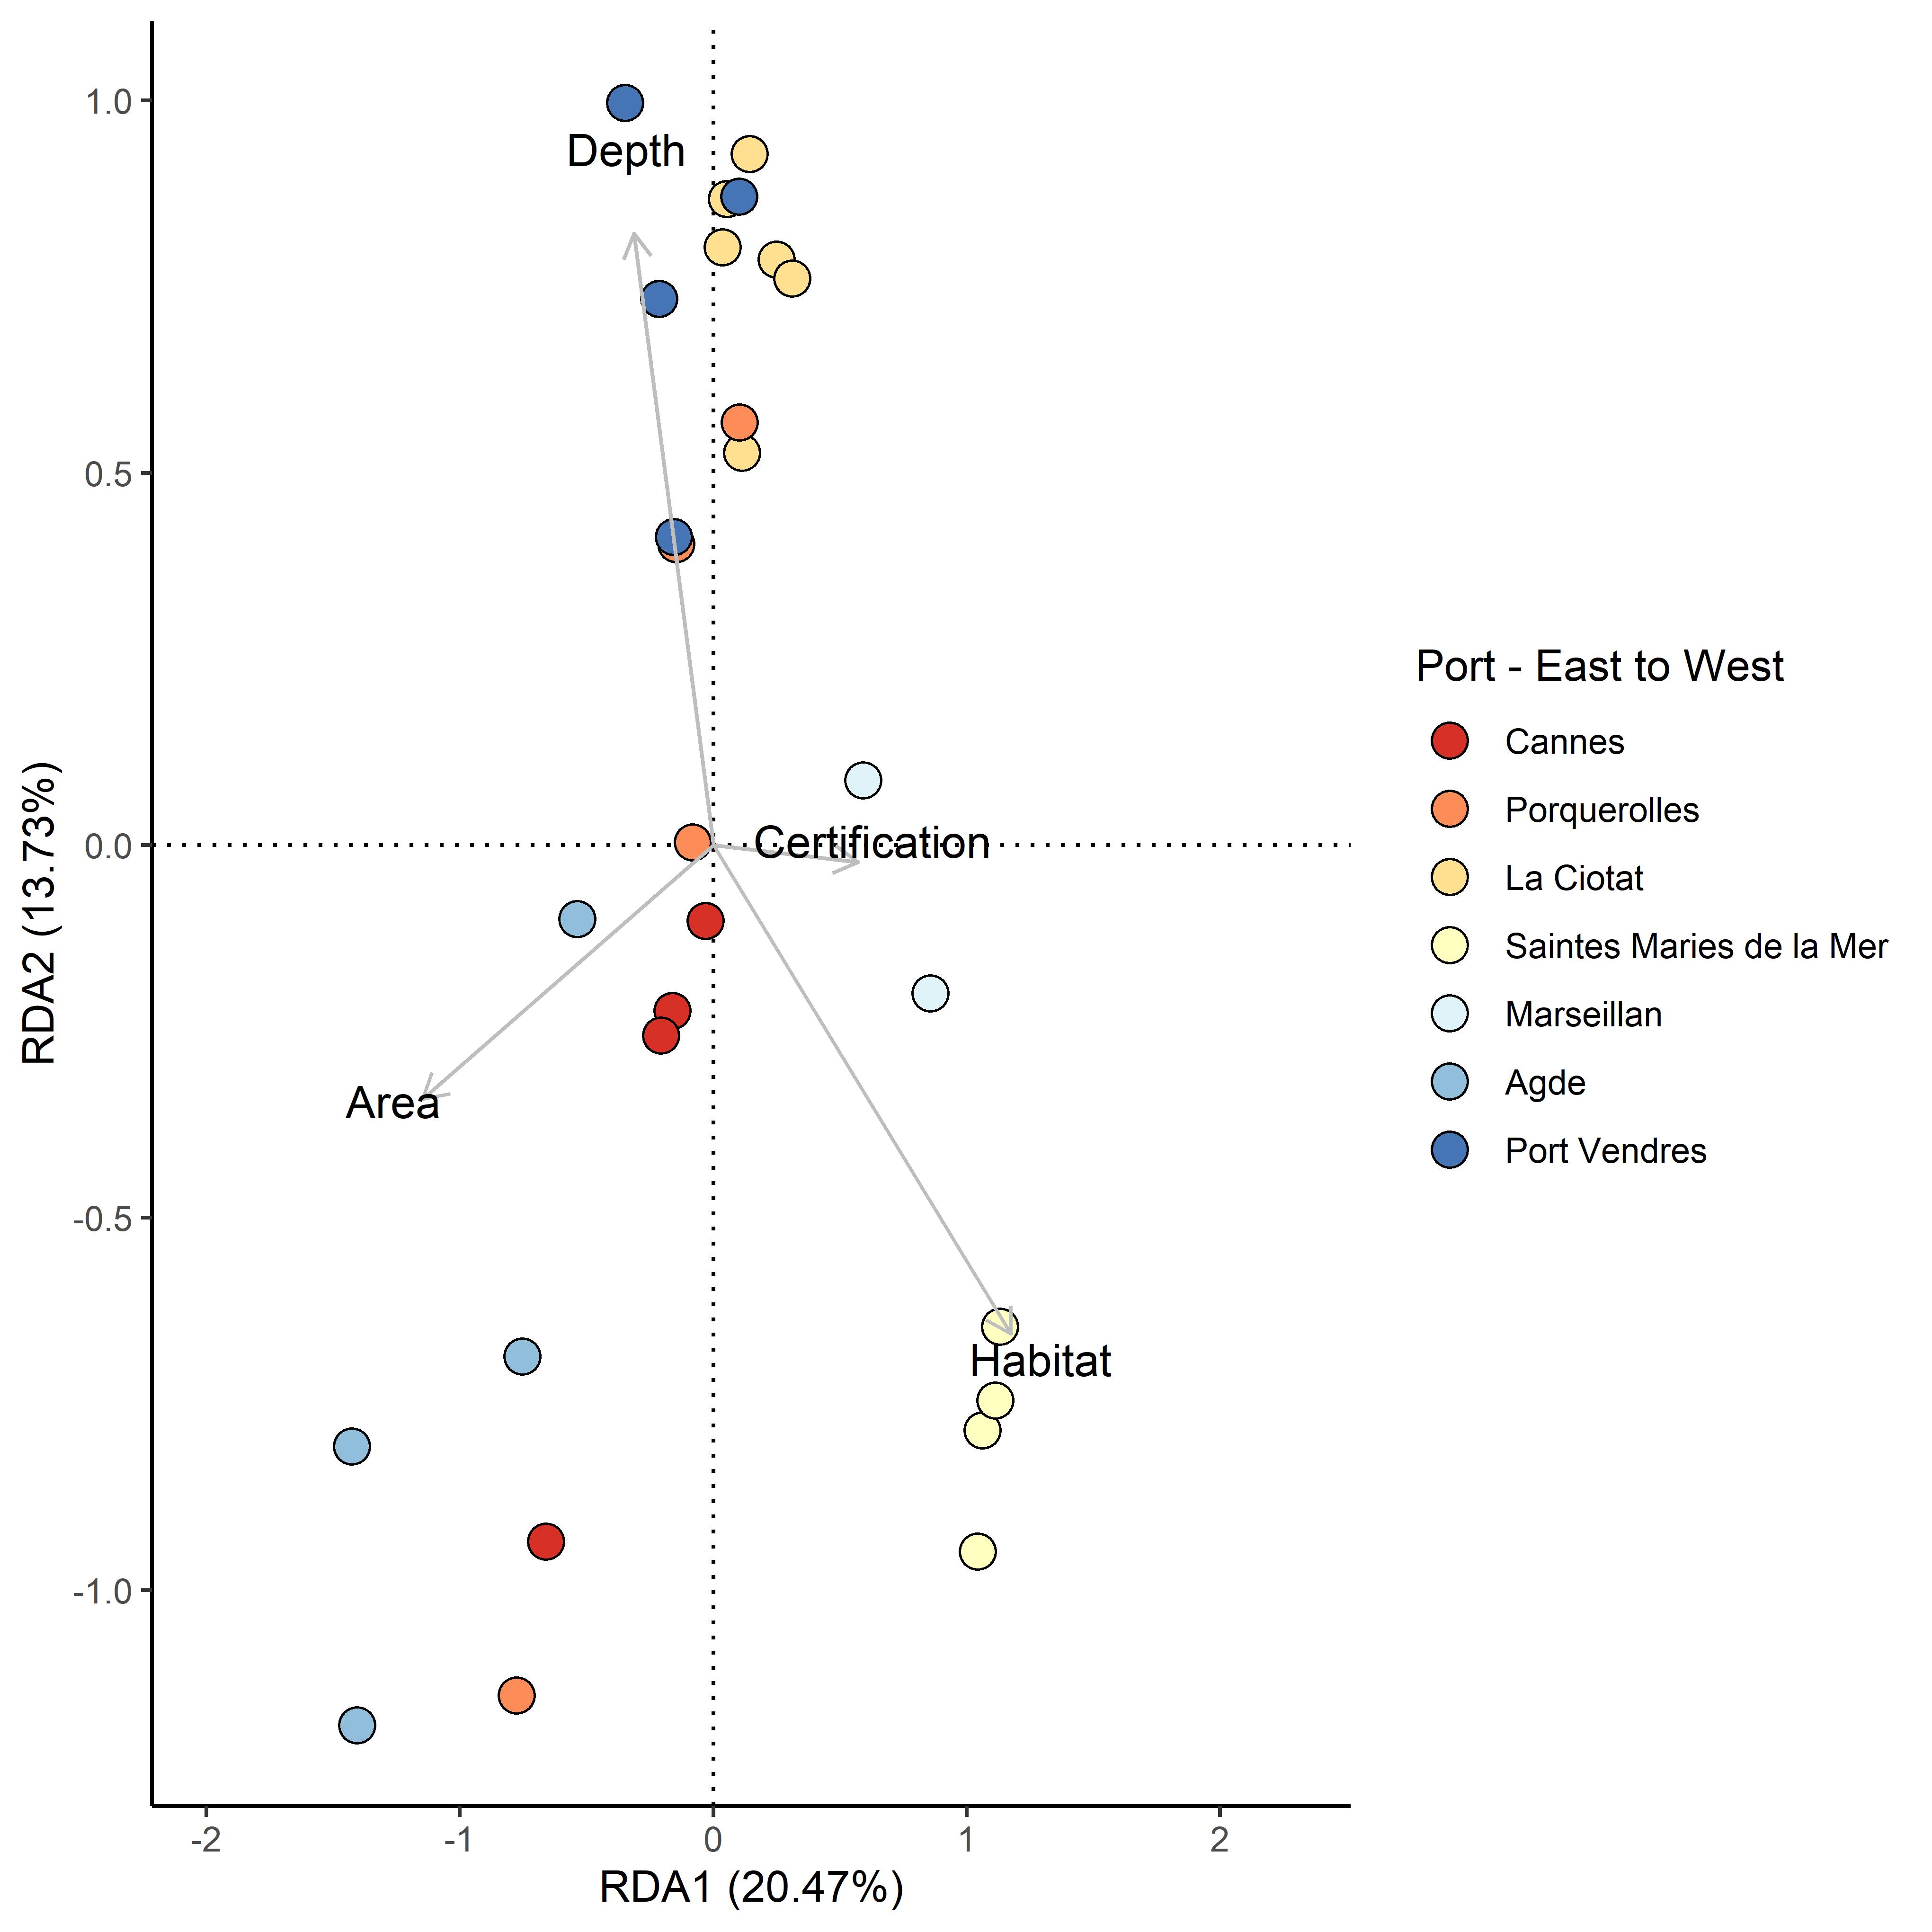 1.0
0.5
0.0
-0.5
-1.0
RDA2 (13.73%)
Depth
Certification
Area
Habitat
-2
-1
0
1
2
RDA1 (20.47%)
Port - East to West
Cannes
Porquerolles
La Ciotat
Saintes Maries de la Mer
Marseillan
Agde
Port Vendres